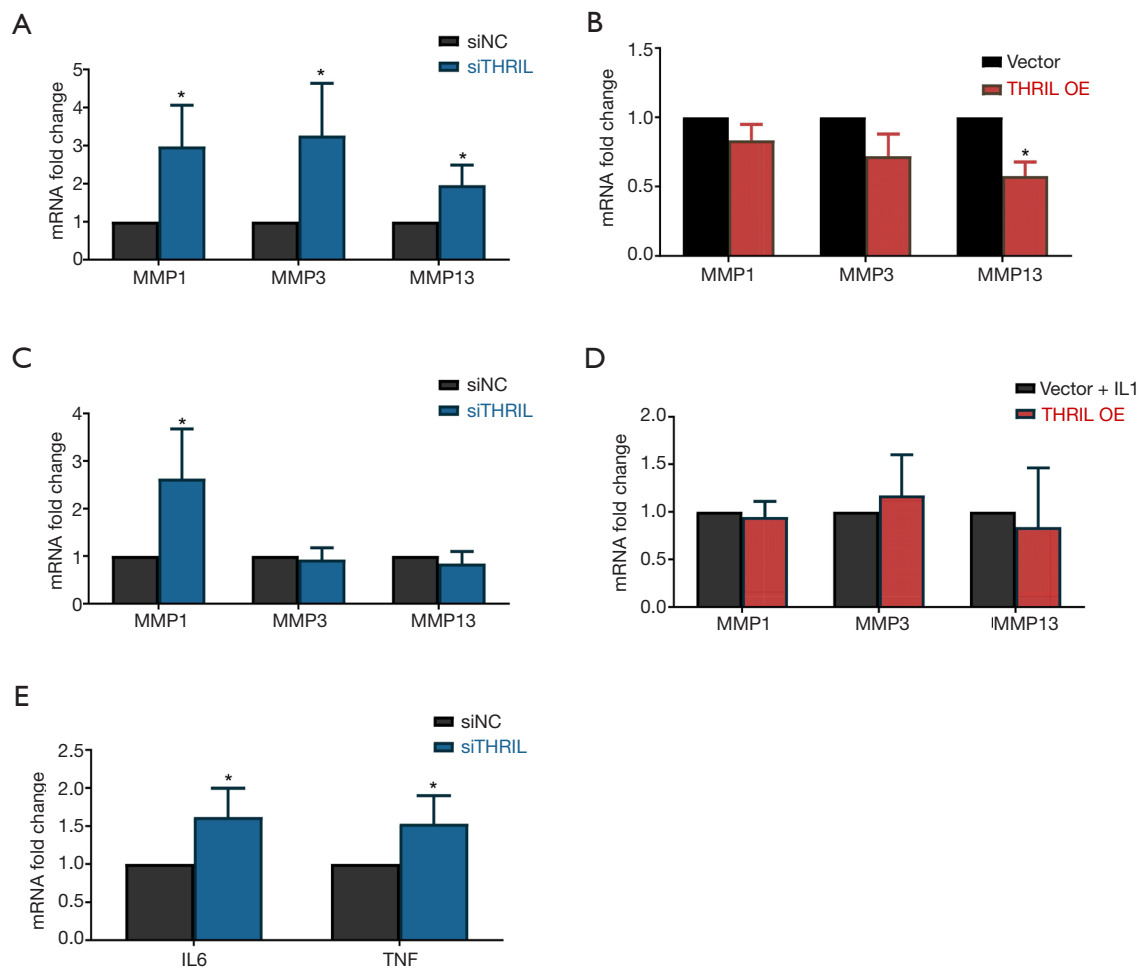 A
siNC
siTHRIL
mRNA fold change
5
4
3
2
1
0
* * *
MMP1 MMP3 MMP13
B
Vector
THRIL OE
mRNA fold change
1.5
1.0
0.5
0.0
*
MMP1 MMP3 MMP13
C
siNC
siTHRIL
mRNA fold change
4
3
2
1
0
*
MMP1 MMP3 MMP13
D
Vector + IL1
THRIL OE
mRNA fold change
2.0
1.5
1.0
0.5
0.0
MMP1 MMP3 MMP13
E
siNC
siTHRIL
mRNA fold change
2.5
2.0
1.5
1.0
0.5
0.0
* *
IL6 TNF